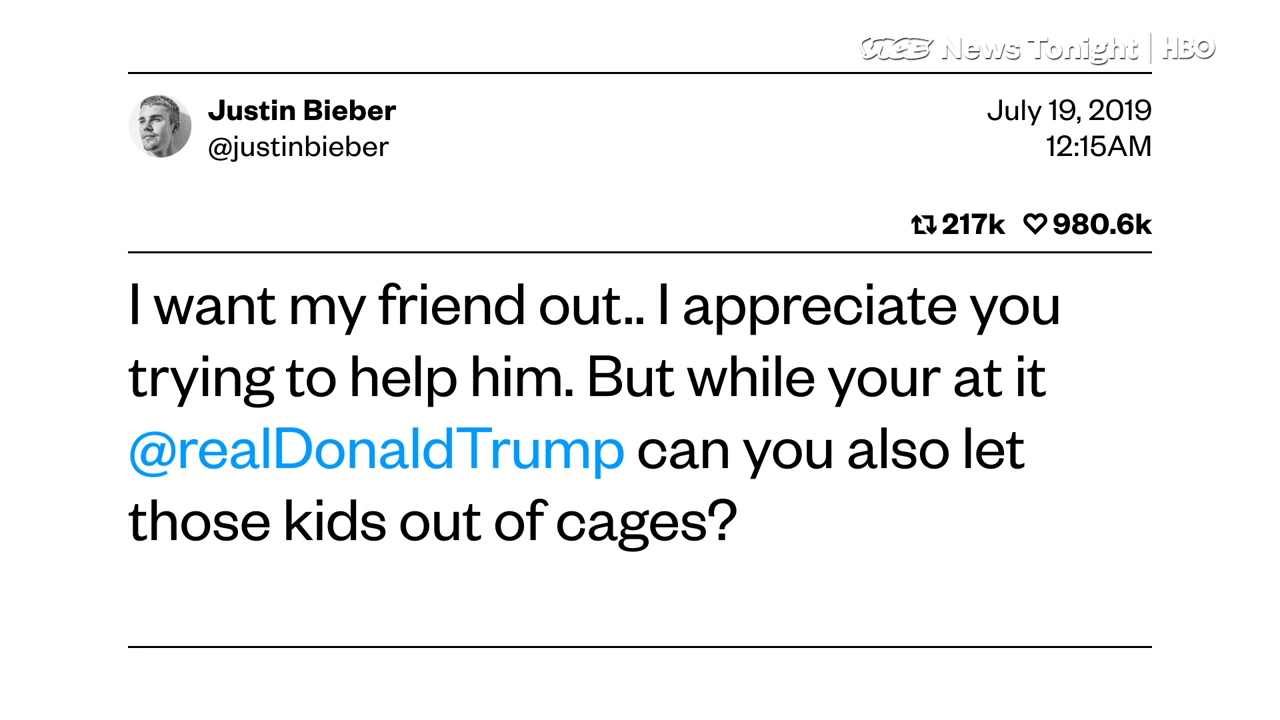 VICE News Tonight | HBO
Justin Bieber
@justinbieber
July 19, 2019
12:15AM
217k 980.6k
I want my friend out.. I appreciate you
trying to help him. But while your at it
@realDonaldTrump can you also let
those kids out of cages?